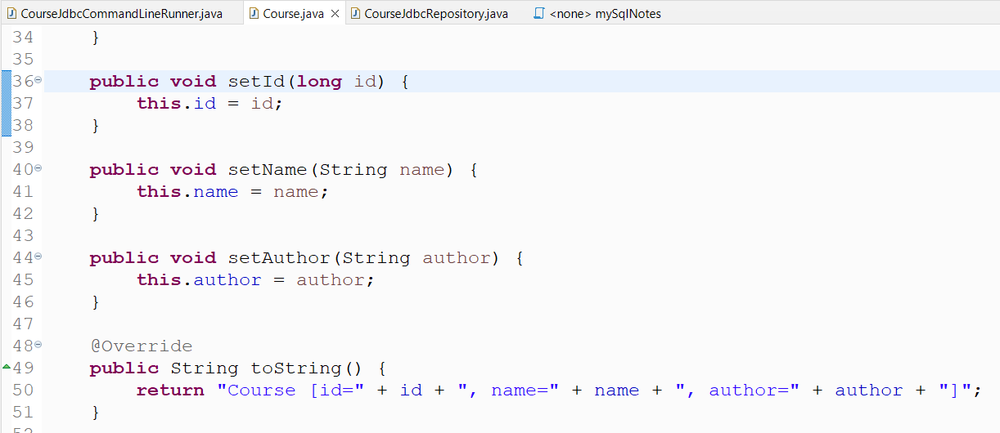 CourseJdbcCommandLineRunner.java Course.java CourseJdbcRepository.java <none> mySqlNotes
34 }
35
36 public void setId(long id) {
37 this.id = id;
38 }
39
40 public void setName(String name) {
41 this.name = name;
42 }
43
44 public void setAuthor(String author) {
45 this.author = author;
46 }
47
48 @Override
49 public String toString() {
50 return "Course [id=" + id + ", name=" + name + ", author=" + author + "]";
51 }